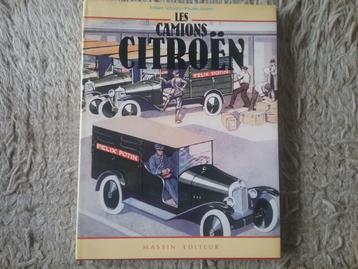 LES
CAMIONS
CITROËN
FELIX POTIN
FELIX POTIN
MASSIN EDITEUR